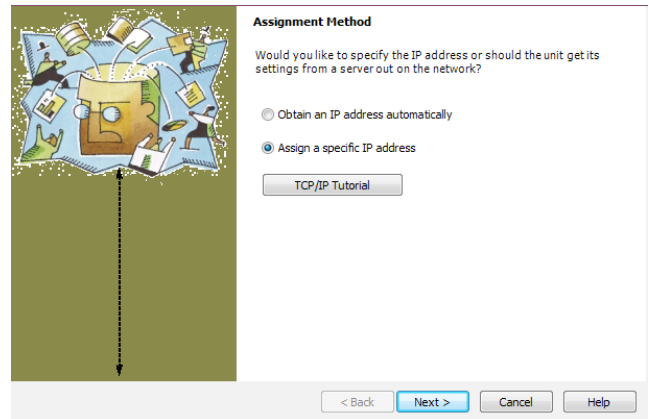 Assignment Method
Would you like to specify the IP address or should the unit get its
settings from a server out on the network?
Obtain an IP address automatically
Assign a specific IP address
TCP/IP Tutorial
< Back
Next >
Cancel
Help